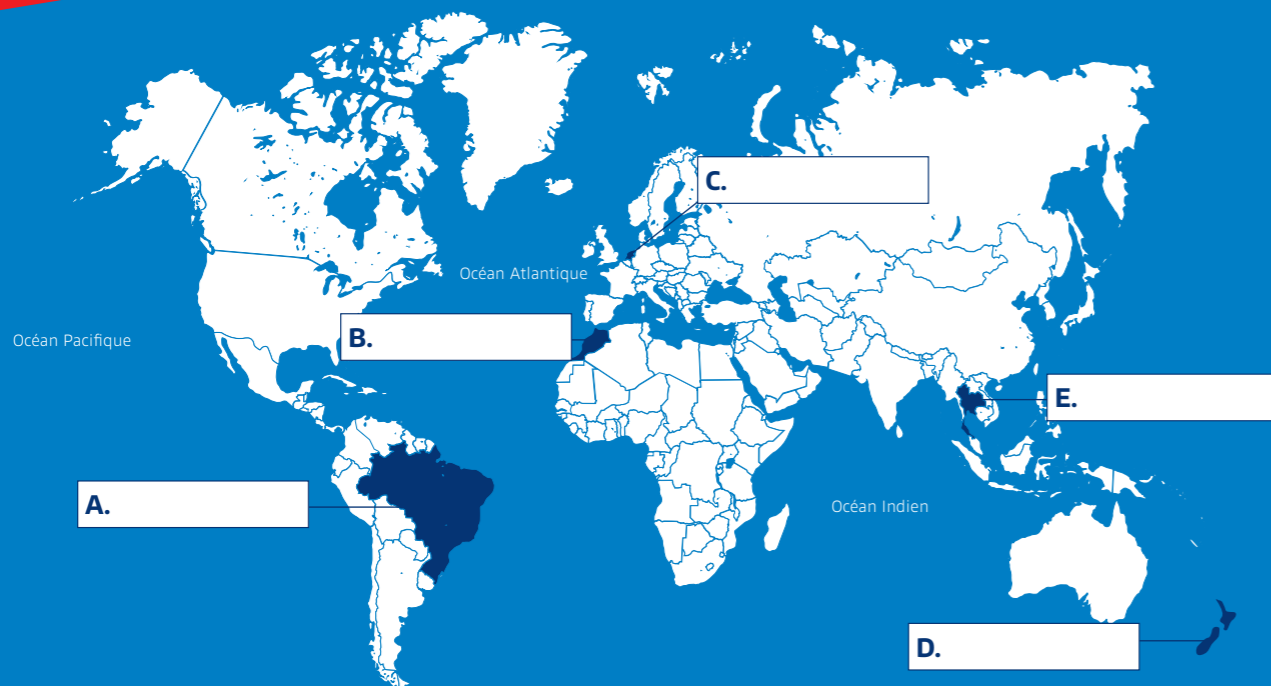 C.
Océan Atlantique
Océan Pacifique
B.
E.
A.
Océan Indien
D.